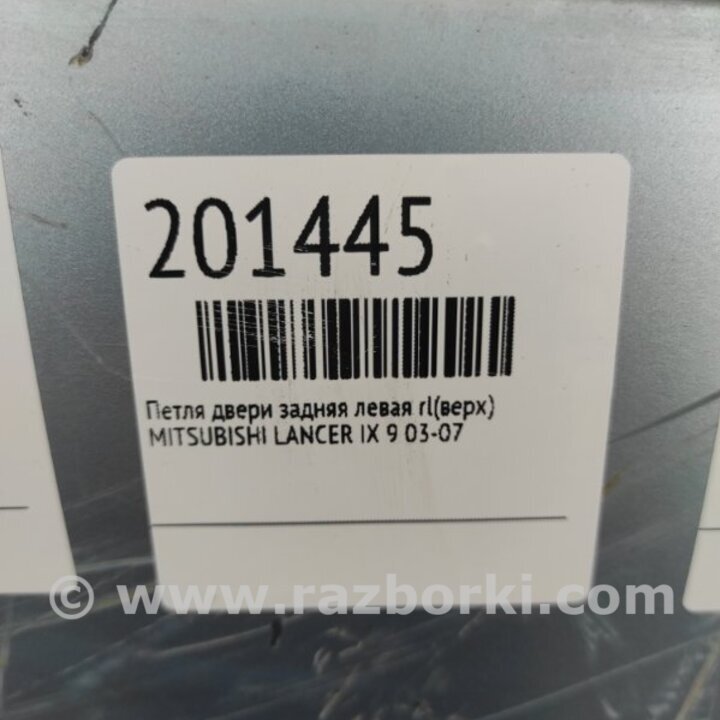 201445
Петля двери задняя левая rl(верх)
MITSUBISHI LANCER IX 9 03-07
© www.razborki.com